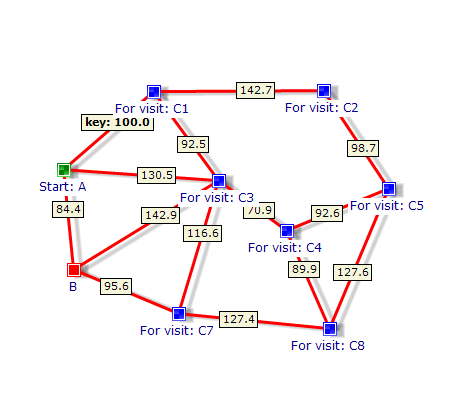 142.7
For visit: C1
For visit: C2
key: 100.0
92.5
98.7
130.5
Start: A
For visit: C3
For visit: C5
84.4
142.9
70.9
92.6
116.6
For visit: C4
B
95.6
89.9
127.6
127.4
For visit: C7
For visit: C8